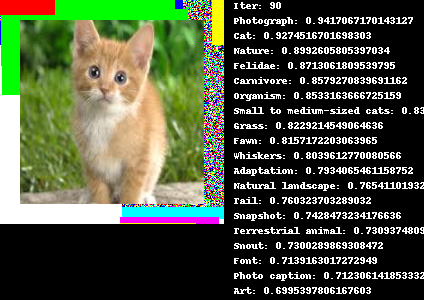 Iter: 90
Photograph: 0.9417067170143127
Cat: 0.9274516701698303
Nature: 0.8992605805397034
Felidae: 0.8713061809539795
Carnivore: 0.8579270839691162
Organism: 0.8533163666725159
Small to medium-sized cats: 0.83
Grass: 0.8229214549064636
Fawn: 0.8157172203063965
Whiskers: 0.8039612770080566
Adaptation: 0.7934065461158752
Natural landscape: 0.76541101932
Tail: 0.760323703289032
Snapshot: 0.7428473234176636
Terrestrial animal: 0.7309374809
Snout: 0.7300289869308472
Font: 0.7139163017272949
Photo caption: 0.712306141853332
Art: 0.6995397806167603